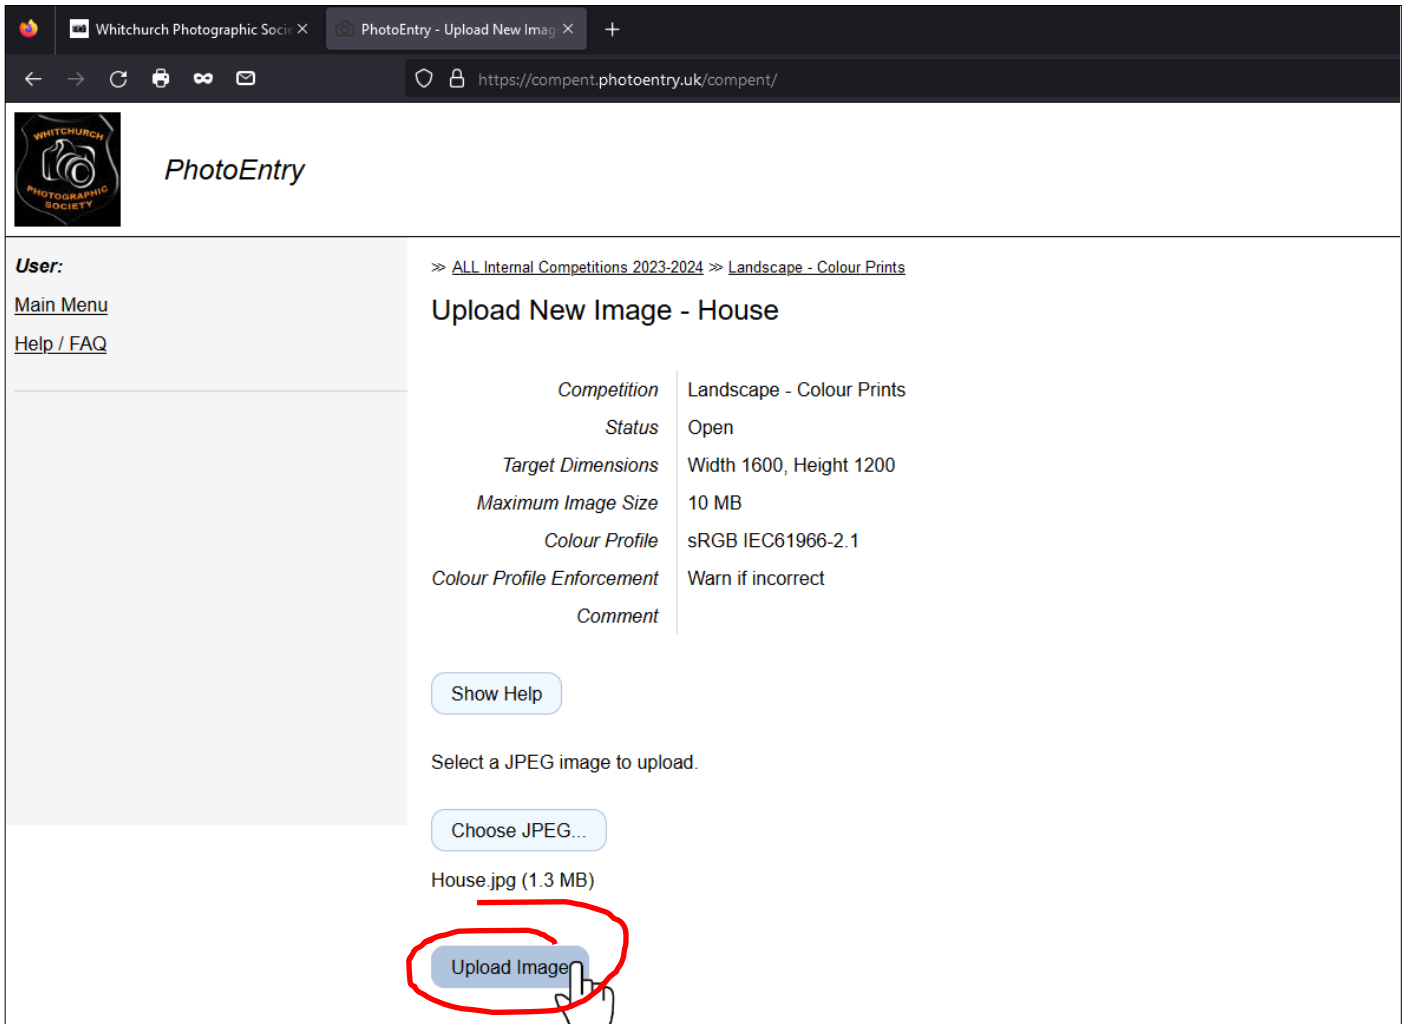 Whitchurch Photographic Socie
PhotoEntry - Upload New Imag
https://compent.photoentry.uk/compent/
WHITCHURCH
PHOTOGRAPHIC
SOCIETY
PhotoEntry
User:
Main Menu
Help / FAQ
≫ ALL Internal Competitions 2023-2024 ≫ Landscape - Colour Prints
Upload New Image - House
Competition Landscape - Colour Prints
Status Open
Target Dimensions Width 1600, Height 1200
Maximum Image Size 10 MB
Colour Profile sRGB IEC61966-2.1
Colour Profile Enforcement Warn if incorrect
Comment
Show Help
Select a JPEG image to upload.
Choose JPEG...
House.jpg (1.3 MB)
Upload Image